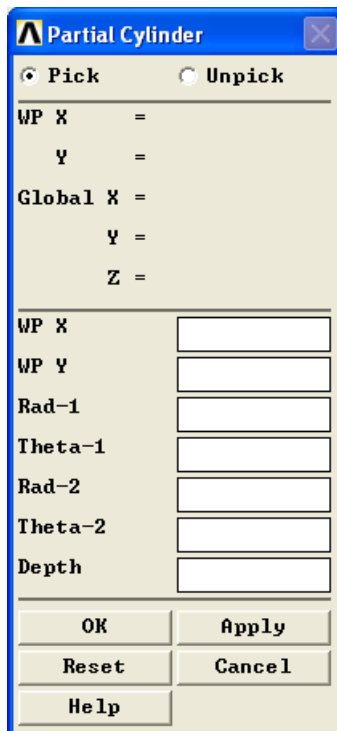 Partial Cylinder
Pick Unpick
WP X =
Y =
Global X =
Y =
Z =
WP X
WP Y
Rad-1
Theta-1
Rad-2
Theta-2
Depth
OK Apply
Reset Cancel
Help